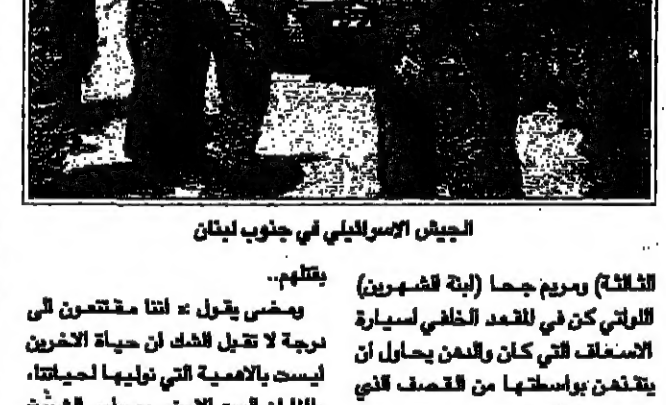 الجيش الإسرائيلي في جنوب لبنان
الثالثة) ومريم جحا (ابنة الشهرين)
اللواتي كن في المقعد الخلفي لسيارة
الاسعاف التي كان والدهن يحاول ان
ينقذهن بواسطتها من القصف الذي
يقتلهم..
ومضى يقول « اننا مقتنعون الى
درجة لا تقبل الشك ان حياة الاخرين
ليست بالاهمية التي نوليها لحياتنا،